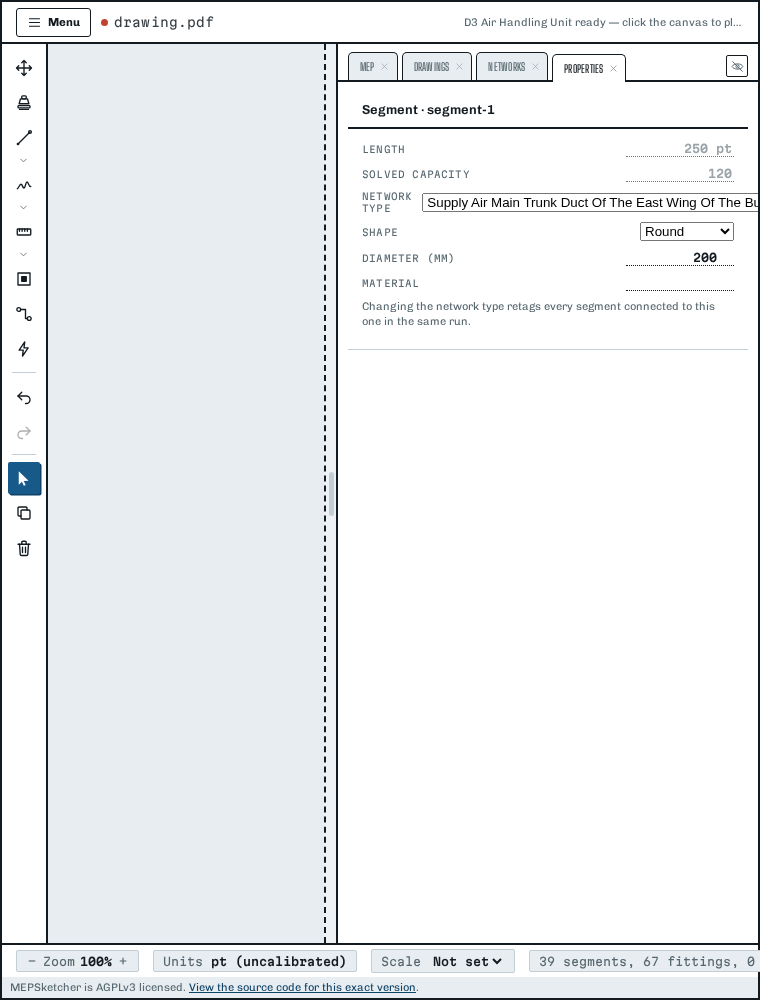 Menu
drawing.pdf
D3 Air Handling Unit ready — click the canvas to pl...
MEP
DRAWINGS
NETWORKS
PROPERTIES
Segment · segment-1
LENGTH
250 pt
SOLVED CAPACITY
120
NETWORK TYPE
Supply Air Main Trunk Duct Of The East Wing Of The Bu
SHAPE
Round
DIAMETER (MM)
200
MATERIAL
Changing the network type retags every segment connected to this
one in the same run.
− Zoom 100% +
Units pt (uncalibrated)
Scale Not set
39 segments, 67 fittings, 0
MEPSketcher is AGPLv3 licensed. View the source code for this exact version.